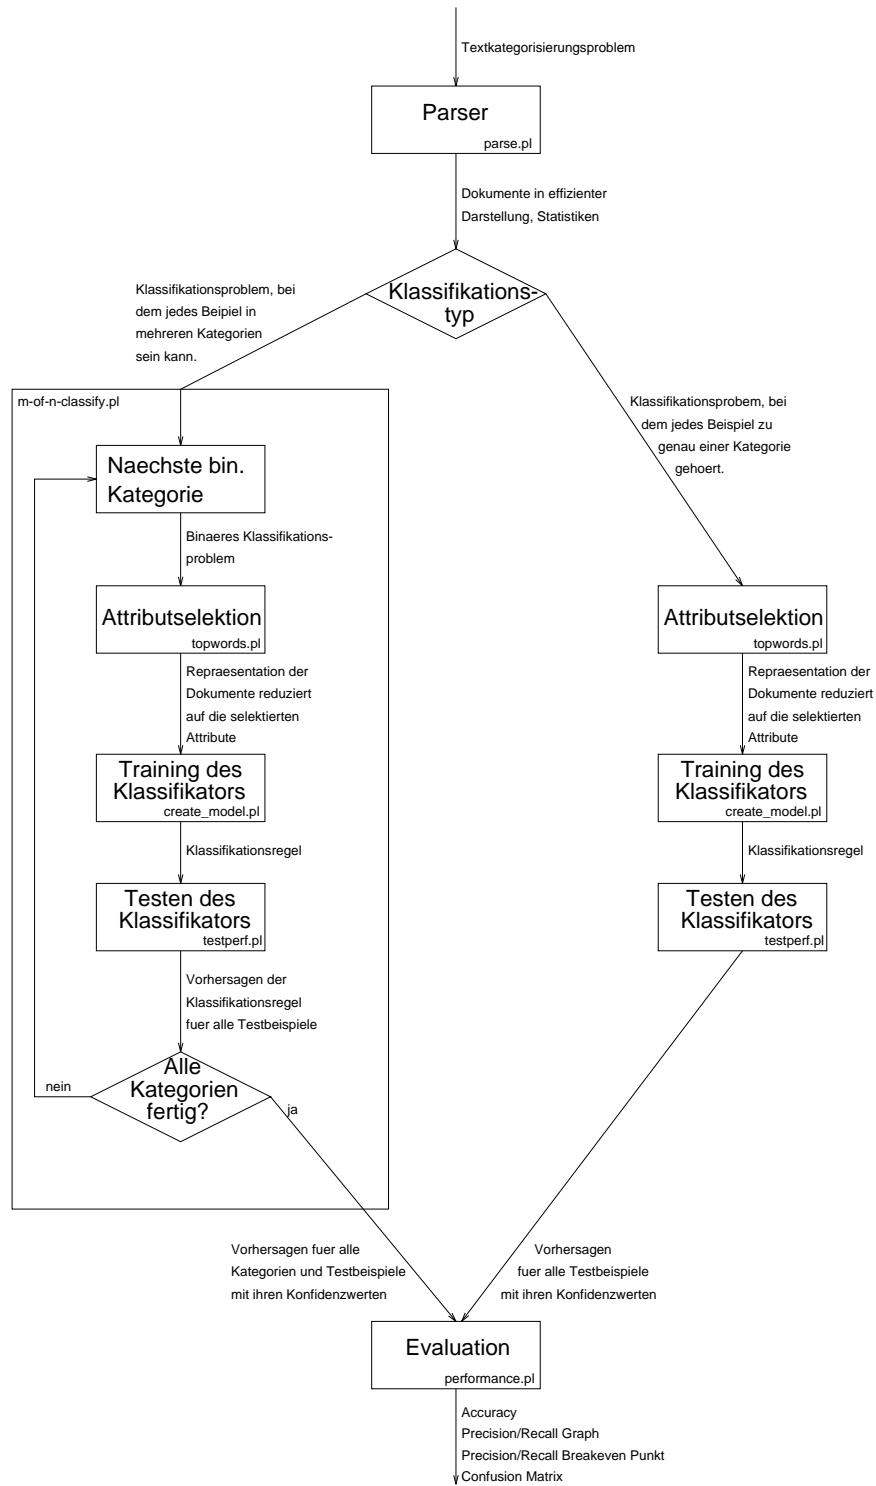 Textkategorisierungsproblem
Parser
parse.pl
Dokumente in effizienter
Darstellung, Statistiken
Klassifikations-
typ
Klassifikationsproblem, bei
dem jedes Beipiel in
mehreren Kategorien
sein kann.
m-of-n-classify.pl
Naechste bin.
Kategorie
Binaeres Klassifikations-
problem
Attributselektion
topwords.pl
Repraesentation der
Dokumente reduziert
auf die selektierten
Attribute
Training des
Klassifikators
create_model.pl
Klassifikationsregel
Testen des
Klassifikators
testperf.pl
Vorhersagen der
Klassifikationsregel
fuer alle Testbeispiele
Alle
Kategorien
fertig?
nein
ja
Vorhersagen fuer alle
Kategorien und Testbeispiele
mit ihren Konfidenzwerten
Klassifikationsprobem, bei
dem jedes Beispiel zu
genau einer Kategorie
gehoert.
Attributselektion
topwords.pl
Repraesentation der
Dokumente reduziert
auf die selektierten
Attribute
Training des
Klassifikators
create_model.pl
Klassifikationsregel
Testen des
Klassifikators
testperf.pl
Vorhersagen
fuer alle Testbeispiele
mit ihren Konfidenzwerten
Evaluation
performance.pl
Accuracy
Precision/Recall Graph
Precision/Recall Breakeven Punkt
Confusion Matrix